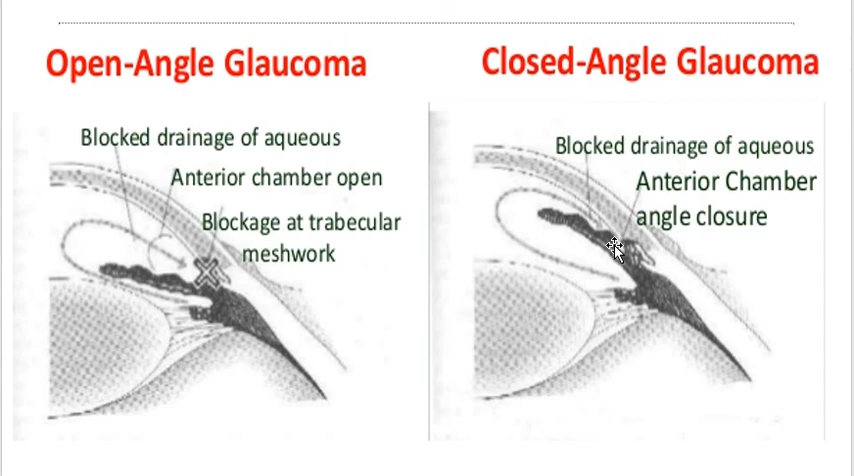 Open-Angle Glaucoma
Blocked drainage of aqueous
Anterior chamber open
Blockage at trabecular
meshwork
Closed-Angle Glaucoma
Blocked drainage of aqueous
Anterior Chamber
angle closure